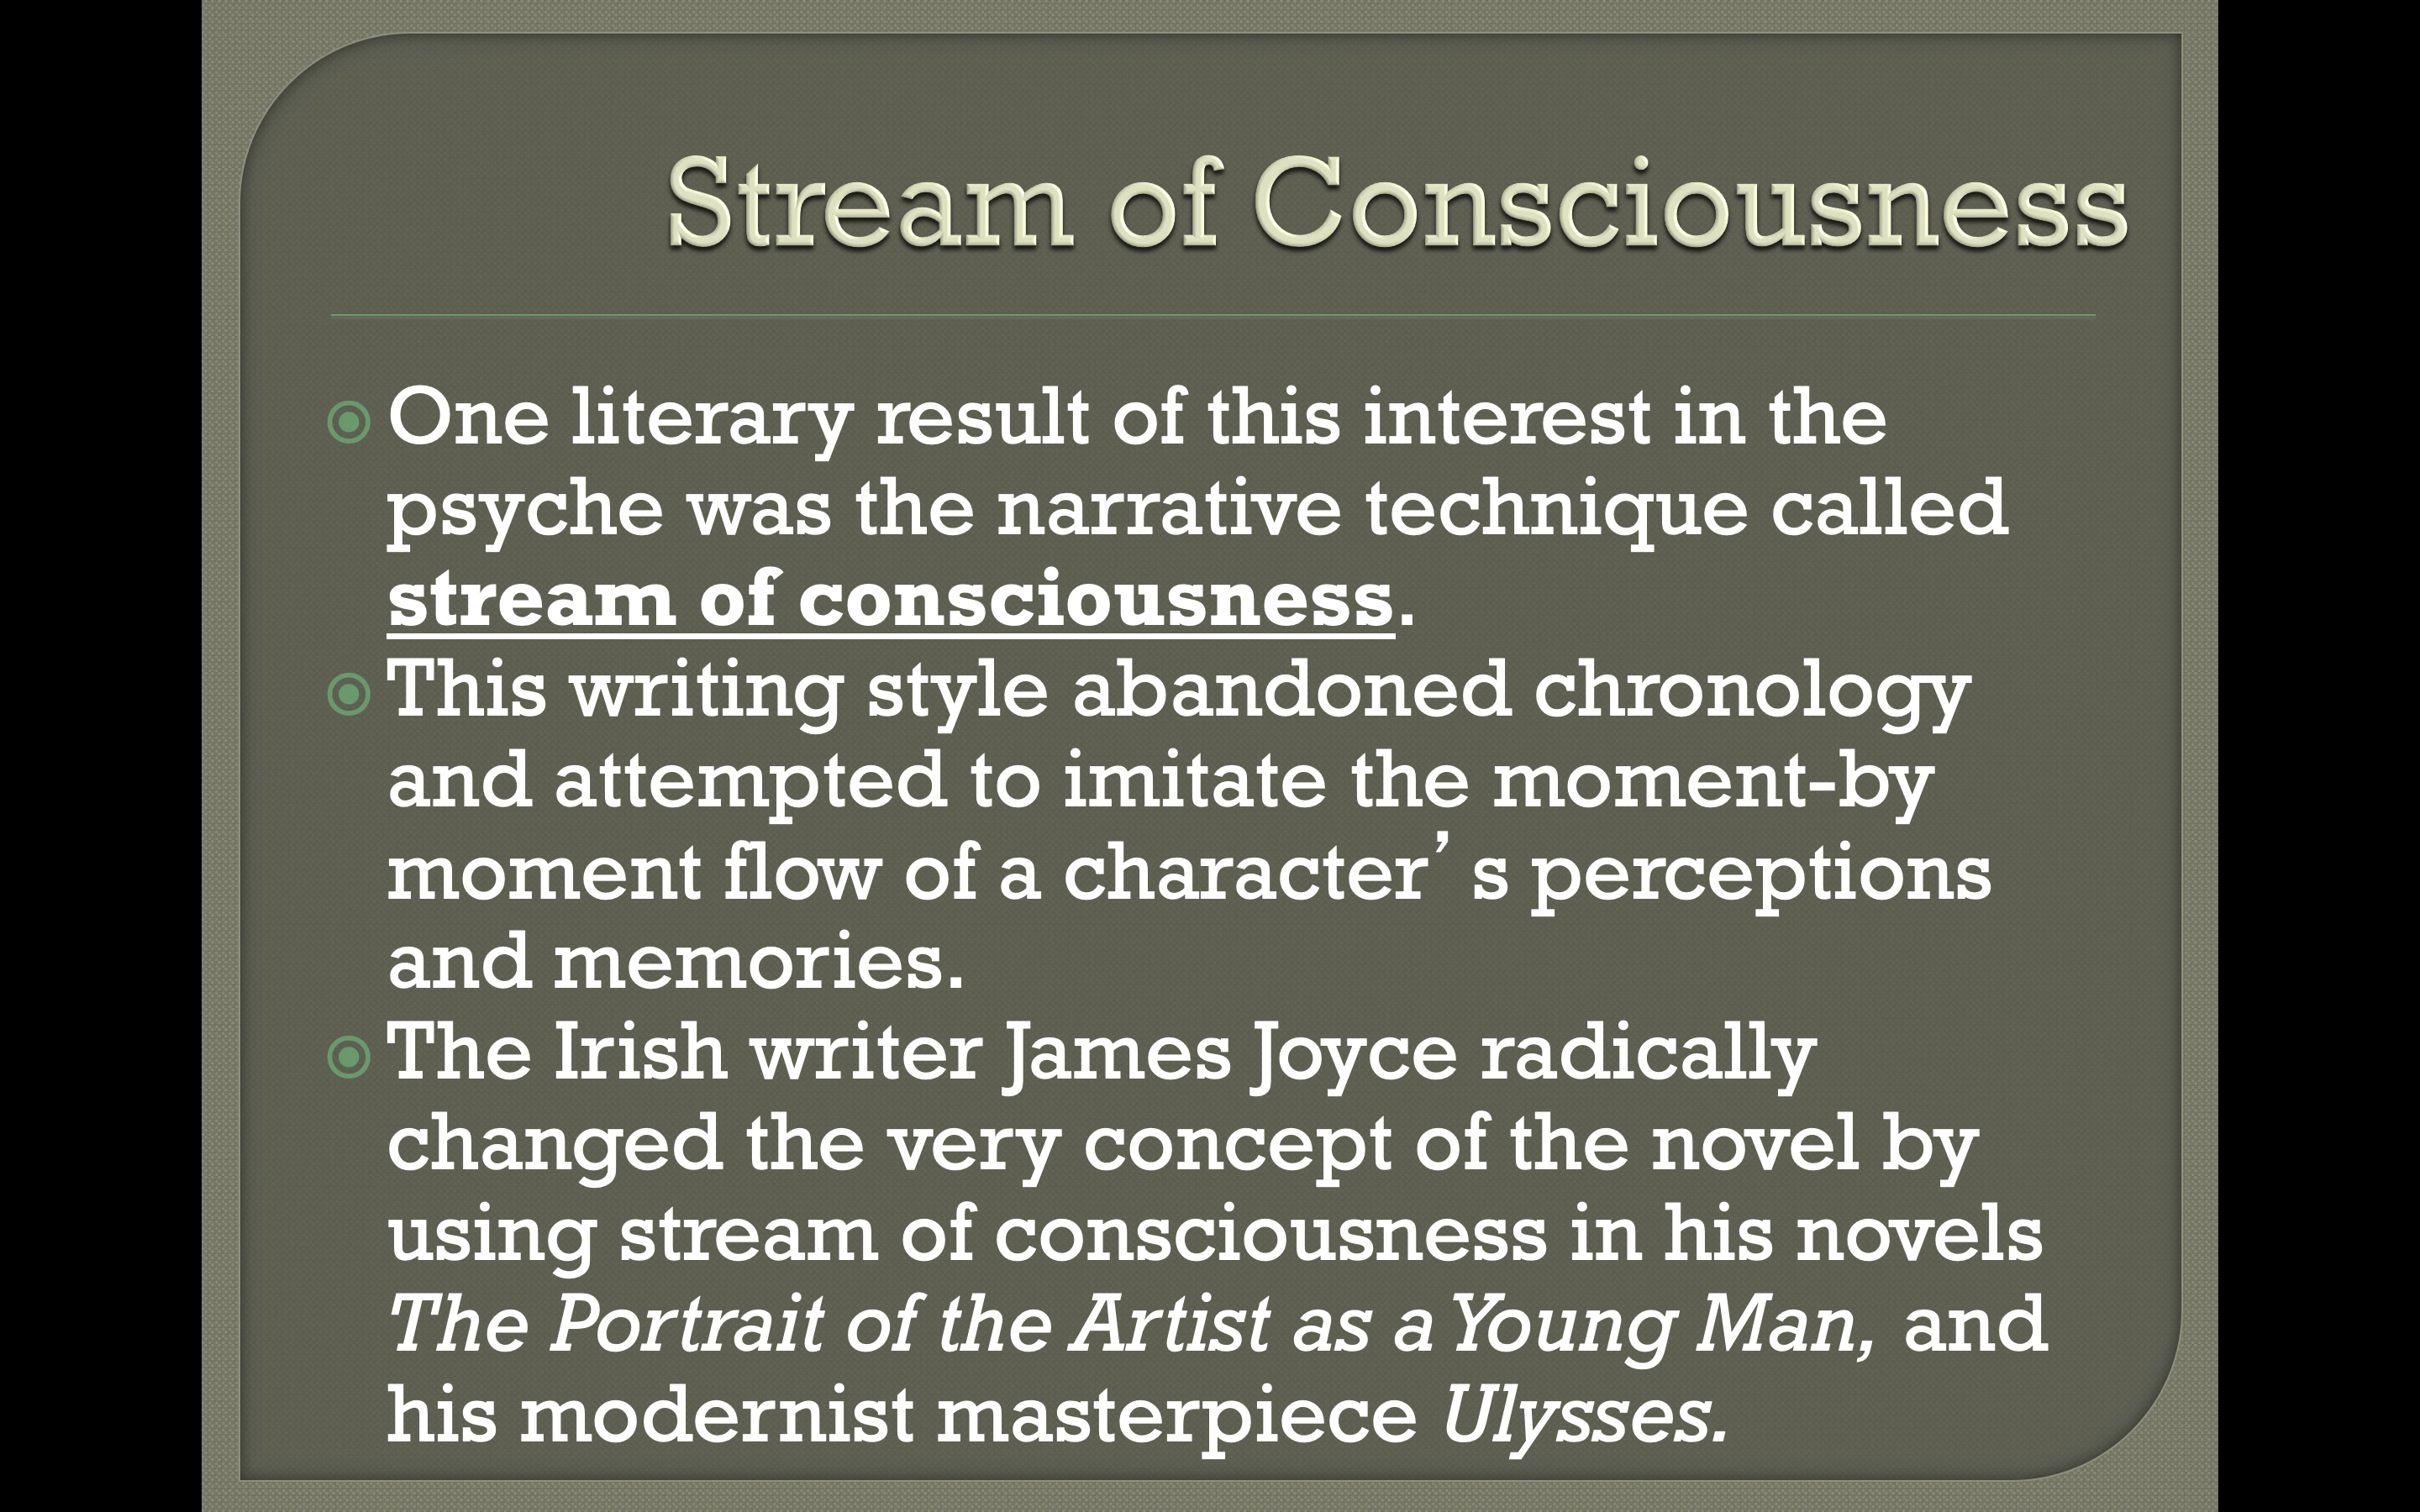 Stream of Consciousness
One literary result of this interest in the
psyche was the narrative technique called
stream of consciousness.
This writing style abandoned chronology
and attempted to imitate the moment-by
moment flow of a character’ s perceptions
and memories.
The Irish writer James Joyce radically
changed the very concept of the novel by
using stream of consciousness in his novels
The Portrait of the Artist as a Young Man, and
his modernist masterpiece Ulysses.